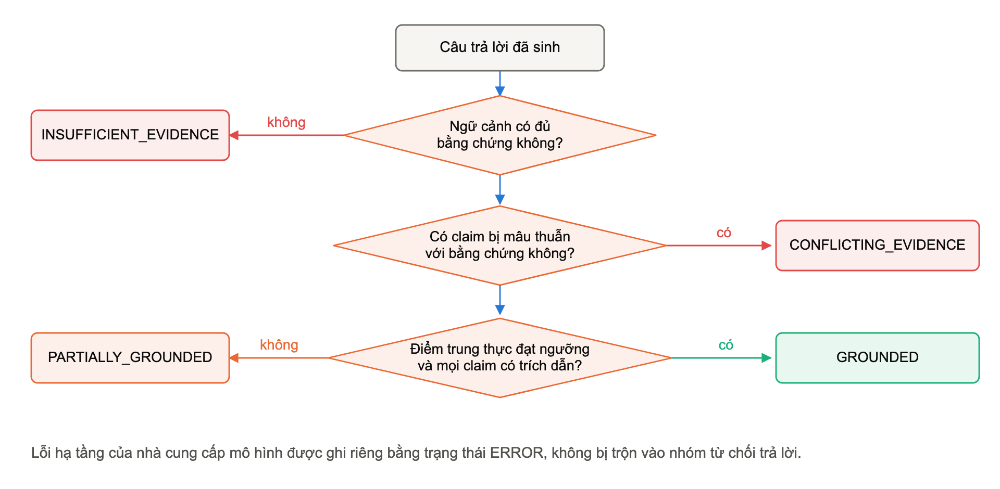 Câu trả lời đã sinh
Ngữ cảnh có đủ
bằng chứng không?
không
INSUFFICIENT_EVIDENCE
Có claim bị mâu thuẫn
với bằng chứng không?
có
CONFLICTING_EVIDENCE
Điểm trung thực đạt ngưỡng
và mọi claim có trích dẫn?
không
PARTIALLY_GROUNDED
có
GROUNDED
Lỗi hạ tầng của nhà cung cấp mô hình được ghi riêng bằng trạng thái ERROR, không bị trộn vào nhóm từ chối trả lời.